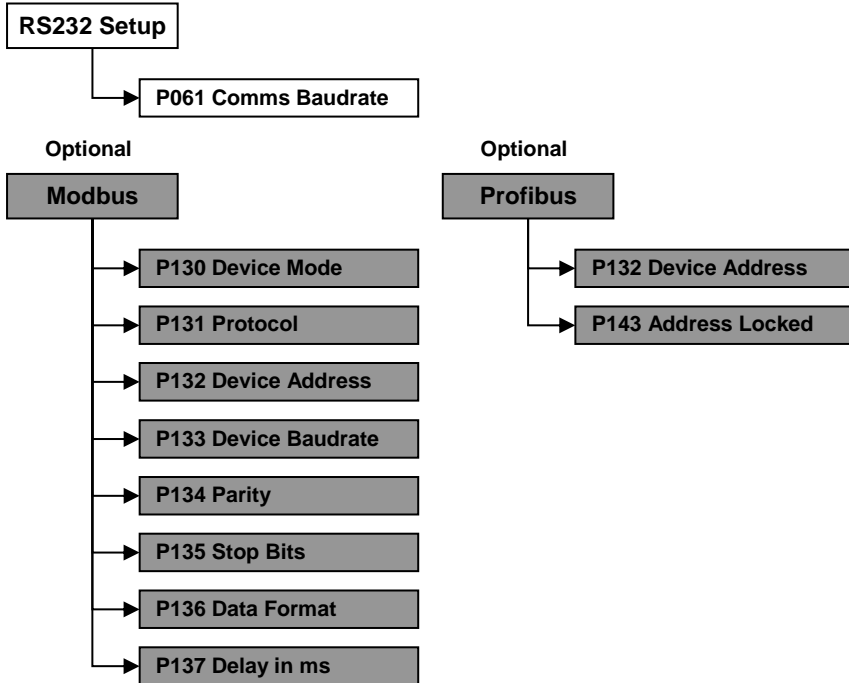 RS232 Setup
P061 Comms Baudrate
Optional
Modbus
P130 Device Mode
P131 Protocol
P132 Device Address
P133 Device Baudrate
P134 Parity
P135 Stop Bits
P136 Data Format
P137 Delay in ms
Optional
Profibus
P132 Device Address
P143 Address Locked